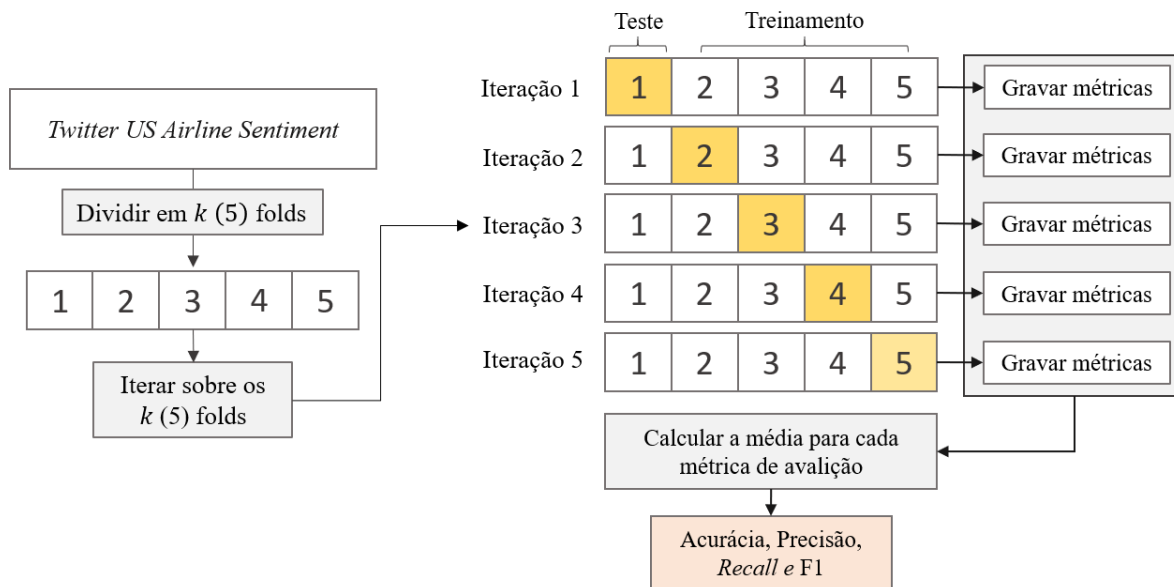 Twitter US Airline Sentiment
Dividir em k (5) folds
1 2 3 4 5
Iterar sobre os
k (5) folds
Teste Treinamento
Iteração 1 1 2 3 4 5 Gravar métricas
Iteração 2 1 2 3 4 5 Gravar métricas
Iteração 3 1 2 3 4 5 Gravar métricas
Iteração 4 1 2 3 4 5 Gravar métricas
Iteração 5 1 2 3 4 5 Gravar métricas
Calcular a média para cada
métrica de avalição
Acurácia, Precisão,
Recall e F1